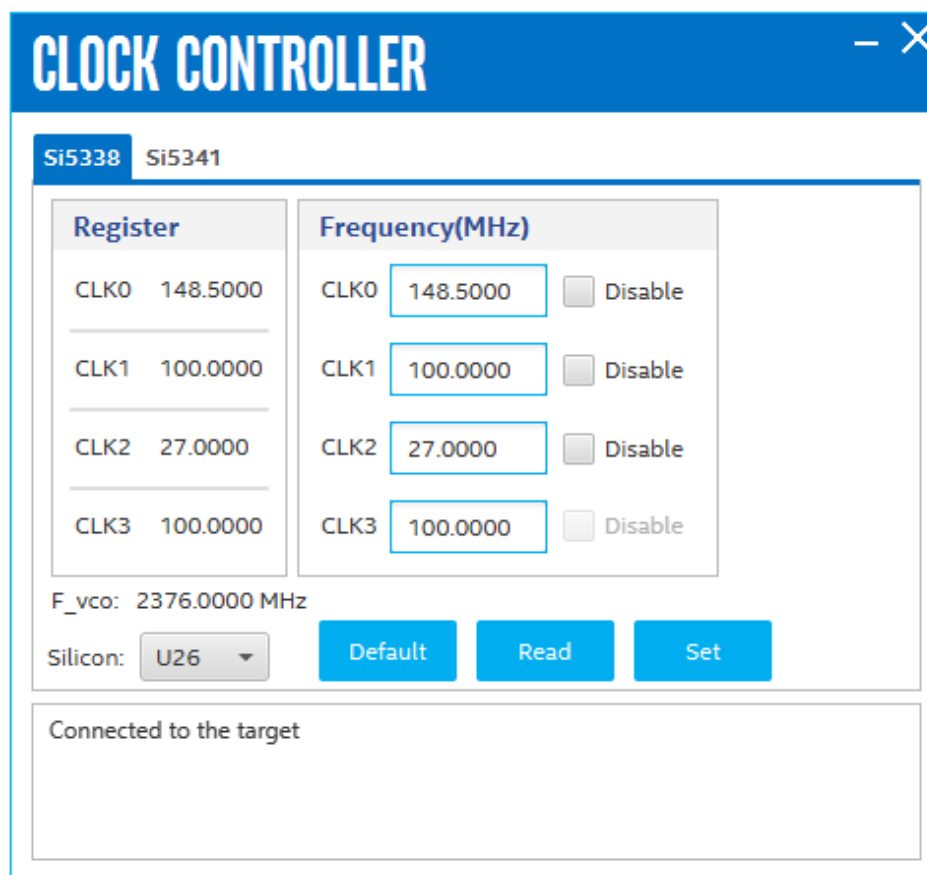 CLOCK CONTROLLER
Si5338 Si5341
Register Frequency(MHz)
CLK0 148.5000 CLK0 148.5000 Disable
CLK1 100.0000 CLK1 100.0000 Disable
CLK2 27.0000 CLK2 27.0000 Disable
CLK3 100.0000 CLK3 100.0000 Disable
F_vco: 2376.0000 MHz
Silicon: U26 Default Read Set
Connected to the target